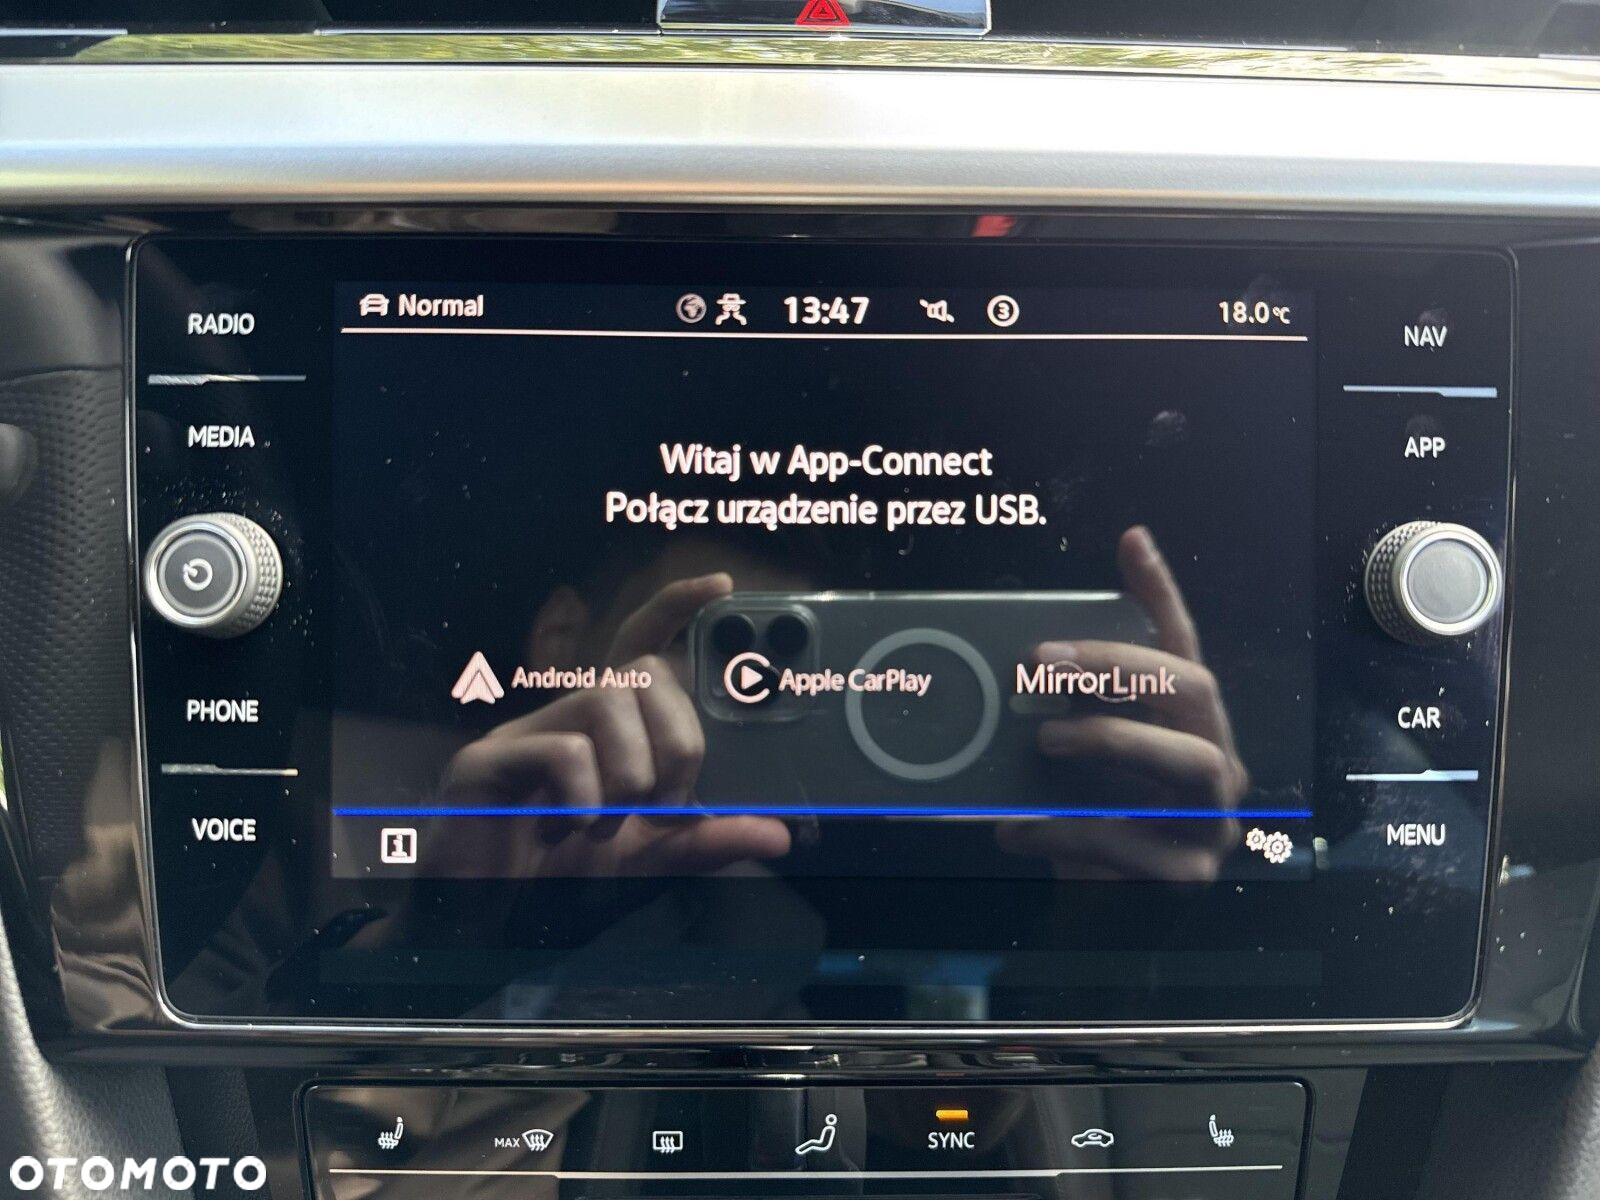 Normal
13:47
3
18.0°C
RADIO
MEDIA
PHONE
VOICE
NAV
APP
CAR
MENU
Witaj w App-Connect
Połącz urządzenie przez USB.
Android Auto
Apple CarPlay
MirrorLink
i
MAX
SYNC
OTOMOTO